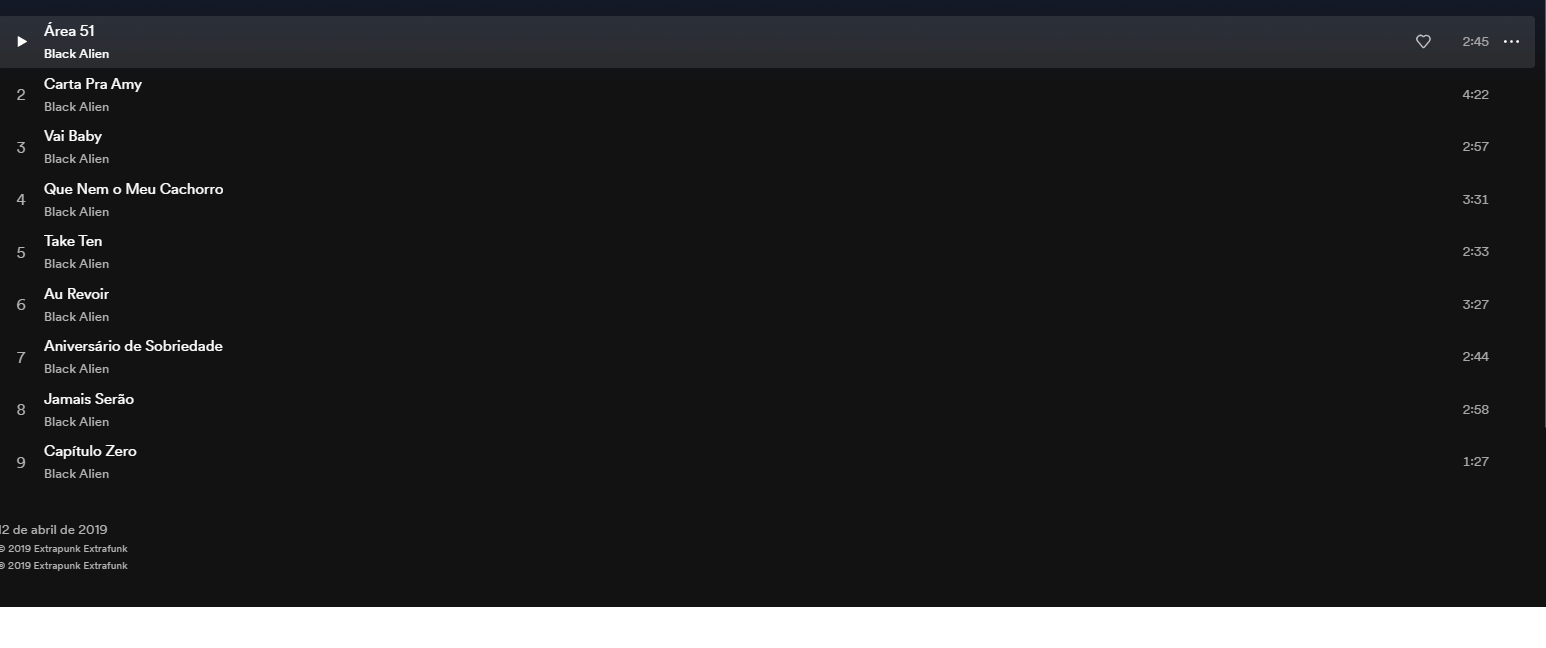 Área 51
Black Alien
2:45
2
Carta Pra Amy
Black Alien
4:22
3
Vai Baby
Black Alien
2:57
4
Que Nem o Meu Cachorro
Black Alien
3:31
5
Take Ten
Black Alien
2:33
6
Au Revoir
Black Alien
3:27
7
Aniversário de Sobriedade
Black Alien
2:44
8
Jamais Serão
Black Alien
2:58
9
Capítulo Zero
Black Alien
1:27
12 de abril de 2019
© 2019 Extrapunk Extrafunk
℗ 2019 Extrapunk Extrafunk